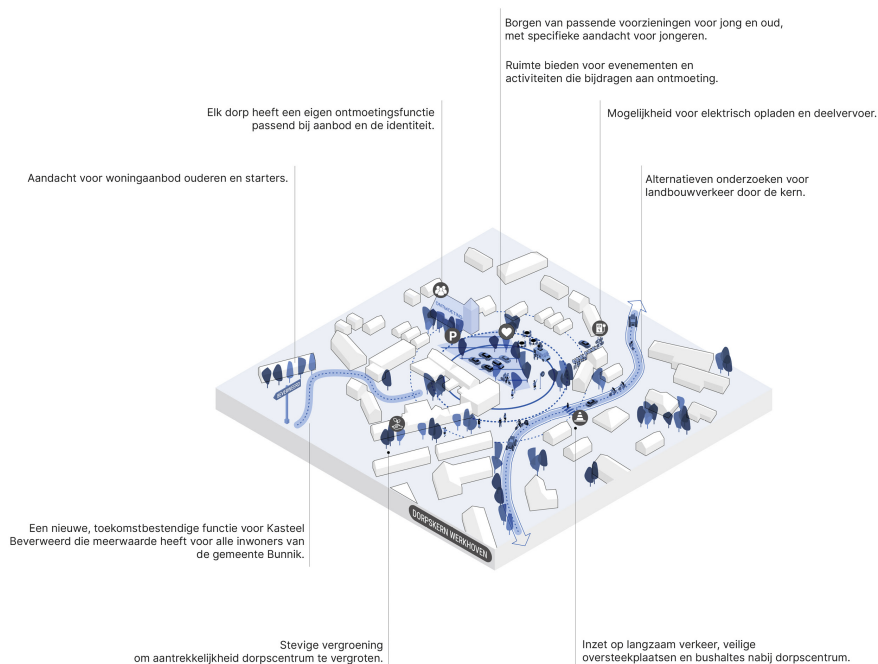 Borgen van passende voorzieningen voor jong en oud,
met specifieke aandacht voor jongeren.
Ruimte bieden voor evenementen en
activiteiten die bijdragen aan ontmoeting.
Elk dorp heeft een eigen ontmoetingsfunctie
passend bij aanbod en de identiteit.
Mogelijkheid voor elektrisch opladen en deelvervoer.
Aandacht voor woningaanbod ouderen en starters.
Alternatieven onderzoeken voor
landbouwverkeer door de kern.
P
DORPSKERN WERKHOVEN
Een nieuwe, toekomstbestendige functie voor Kasteel
Beverweerd die meerwaarde heeft voor alle inwoners van
de gemeente Bunnik.
Stevige vergroening
om aantrekkelijkheid dorpscentrum te vergroten.
Inzet op langzaam verkeer, veilige
oversteekplaatsen en bushaltes nabij dorpscentrum.